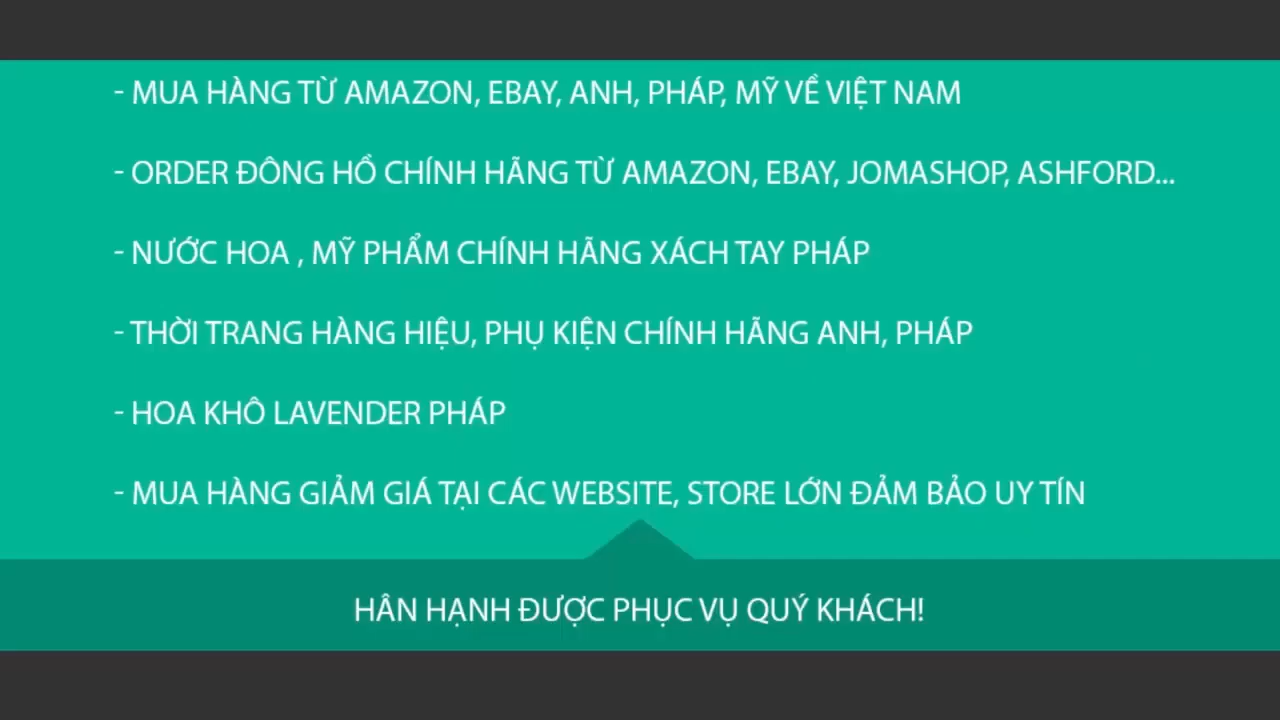 - MUA HÀNG TỪ AMAZON, EBAY, ANH, PHÁP, MỸ VỀ VIỆT NAM
- ORDER ĐÔNG HỒ CHÍNH HÃNG TỪ AMAZON, EBAY, JOMASHOP, ASHFORD...
- NƯỚC HOA , MỸ PHẨM CHÍNH HÃNG XÁCH TAY PHÁP
- THỜI TRANG HÀNG HIỆU, PHỤ KIỆN CHÍNH HÃNG ANH, PHÁP
- HOA KHÔ LAVENDER PHÁP
- MUA HÀNG GIẢM GIÁ TẠI CÁC WEBSITE, STORE LỚN ĐẢM BẢO UY TÍN
HÂN HẠNH ĐƯỢC PHỤC VỤ QUÝ KHÁCH!